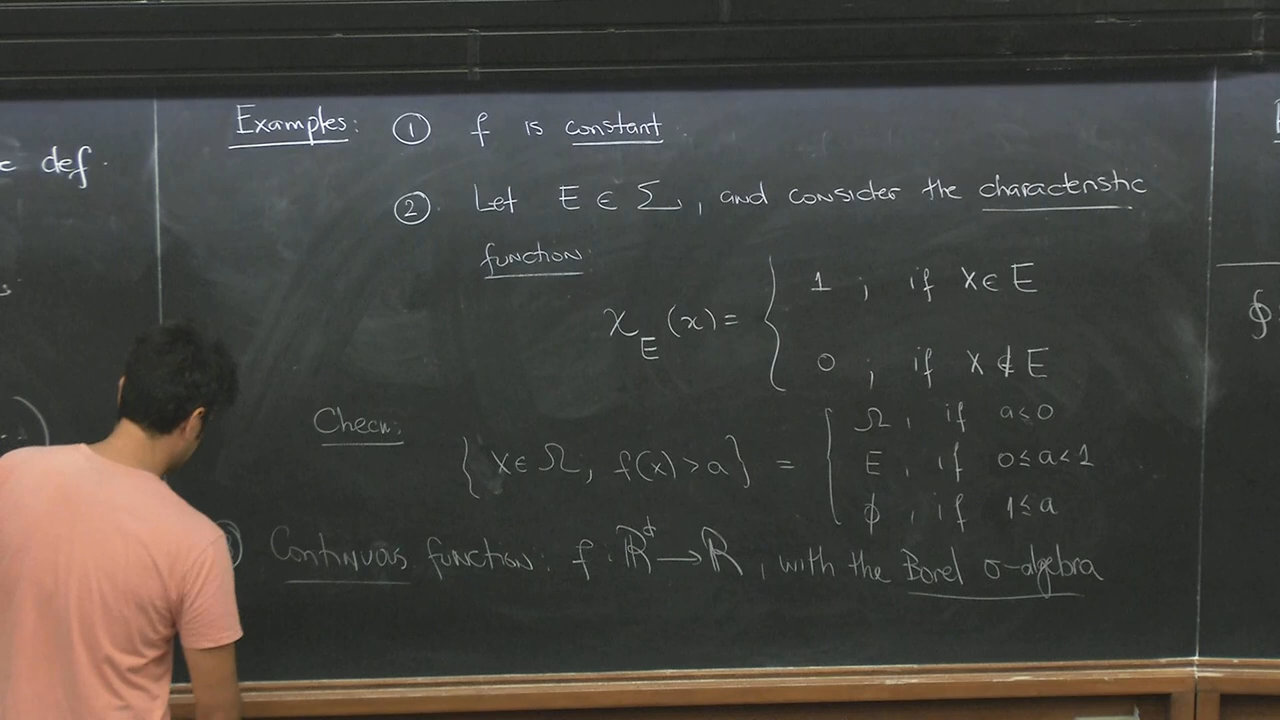 c def.
Examples: ① f is constant.
② Let E ∈ Σ, and consider the characteristic
function:
χ_E(x) = { 1 ; if x ∈ E
0 ; if x ∉ E
Check:
{ x ∈ Ω ; f(x) > a } = { Ω, if a < 0
E, if 0 ≤ a < 1
φ, if 1 ≤ a
Continuous function: f: ℝ^d → ℝ, with the Borel σ-algebra